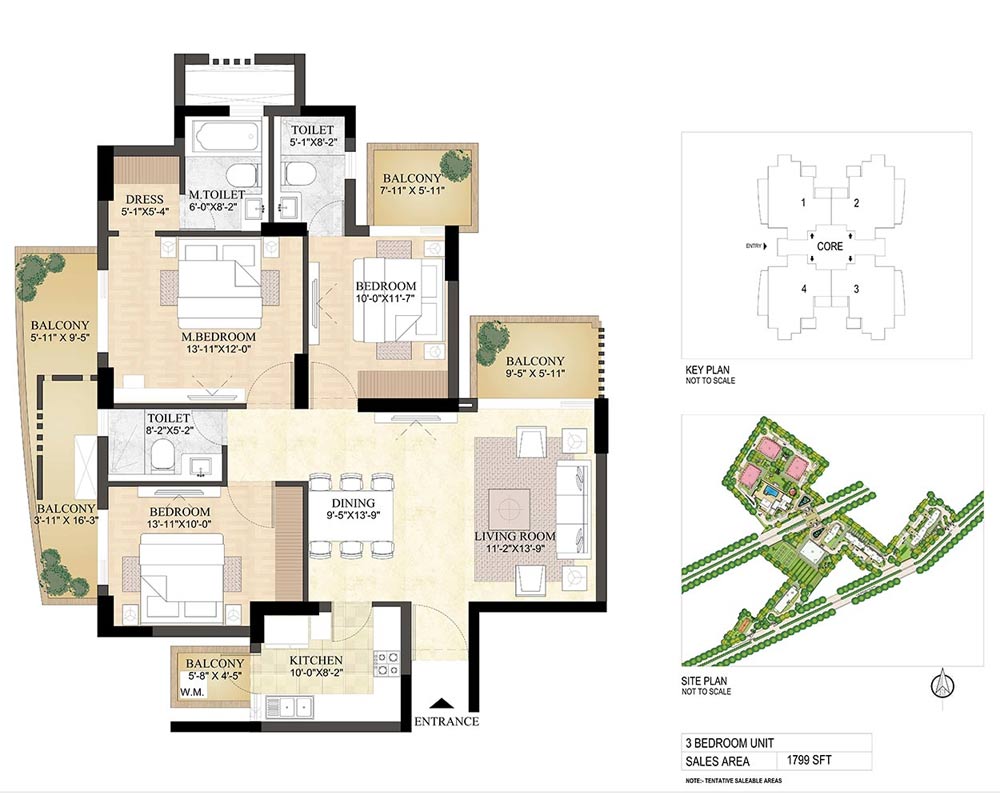 TOILET
5'-1"X8'-2"
BALCONY
7'-11" X 5'-11"
DRESS
5'-1"X5'-4"
M.TOILET
6'-0"X8'-2"
BEDROOM
10'-0"X11'-7"
BALCONY
5'-11" X 9'-5"
M.BEDROOM
13'-11"X12'-0"
BALCONY
9'-5" X 5'-11"
TOILET
8'-2"X5'-2"
BALCONY
3'-11" X 16'-3"
BEDROOM
13'-11"X10'-0"
DINING
9'-5"X13'-9"
LIVING ROOM
11'-2"X13'-9"
BALCONY
5'-8" X 4'-5"
W.M.
KITCHEN
10'-0"X8'-2"
ENTRANCE
1
2
ENTRY
CORE
4
3
KEY PLAN
NOT TO SCALE
SITE PLAN
NOT TO SCALE
3 BEDROOM UNIT
SALES AREA 1799 SFT
NOTE:- TENTATIVE SALEABLE AREAS